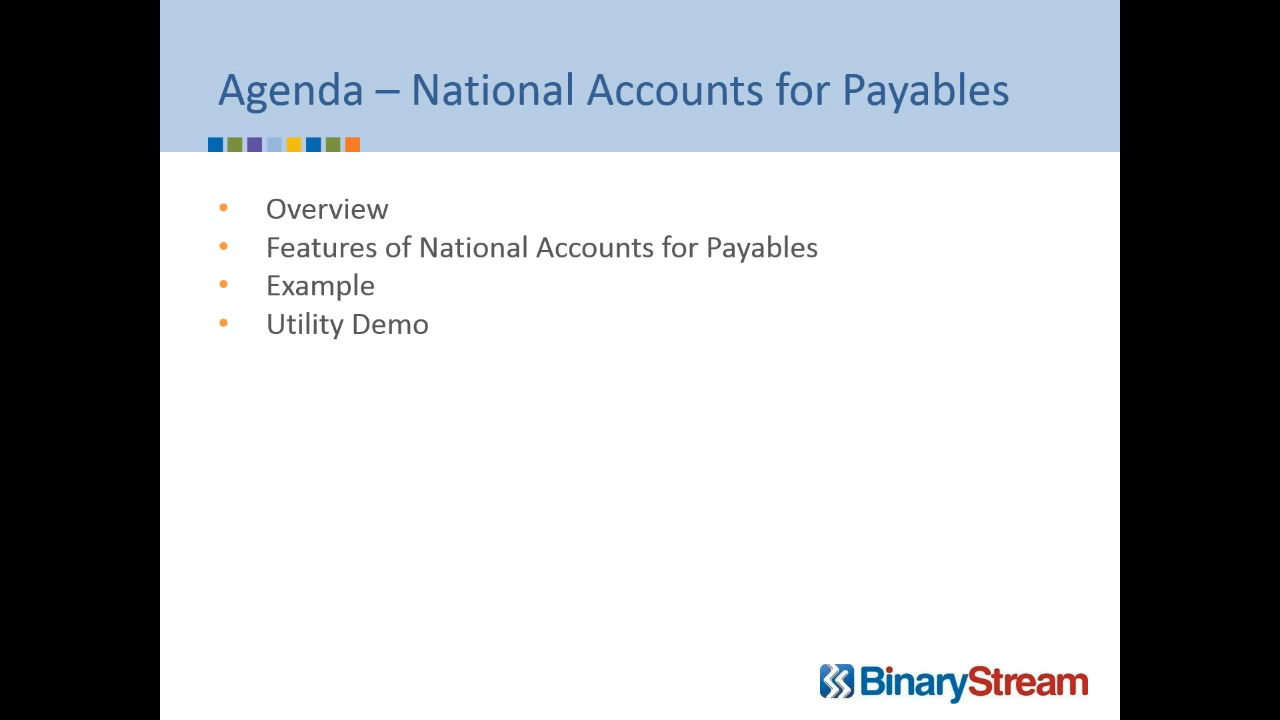 Agenda – National Accounts for Payables
• Overview
• Features of National Accounts for Payables
• Example
• Utility Demo
BinaryStream